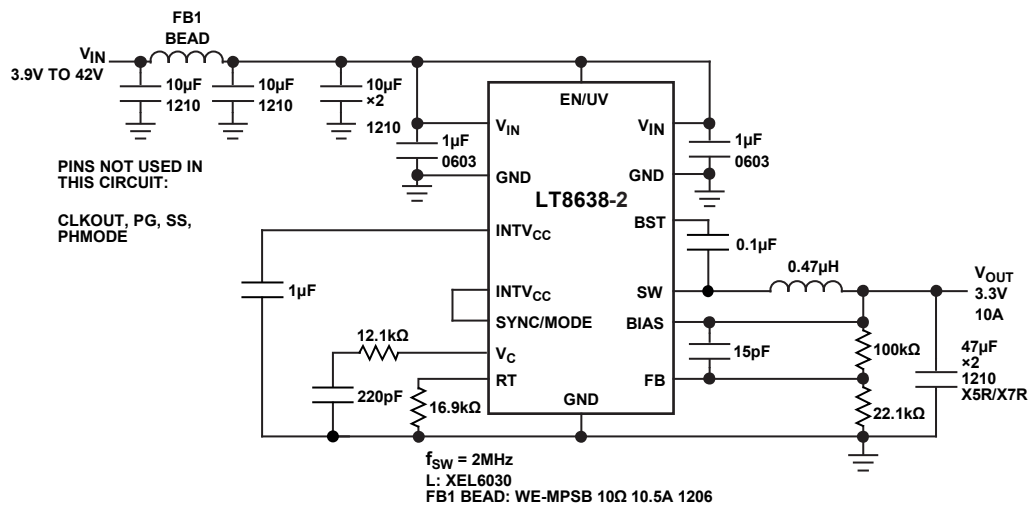 FB1
BEAD
VIN
3.9V TO 42V
10µF
1210
10µF
1210
10µF
×2
1210
EN/UV
VIN
VIN
1µF
0603
1µF
0603
GND
GND
PINS NOT USED IN
THIS CIRCUIT:
CLKOUT, PG, SS,
PHMODE
LT8638-2
BST
INTVCC
0.1µF
0.47µH
VOUT
3.3V
10A
1µF
INTVCC
SW
SYNC/MODE
BIAS
12.1kΩ
VC
15pF
100kΩ
47µF
×2
1210
X5R/X7R
RT
FB
220pF
16.9kΩ
GND
22.1kΩ
fSW = 2MHz
L: XEL6030
FB1 BEAD: WE-MPSB 10Ω 10.5A 1206